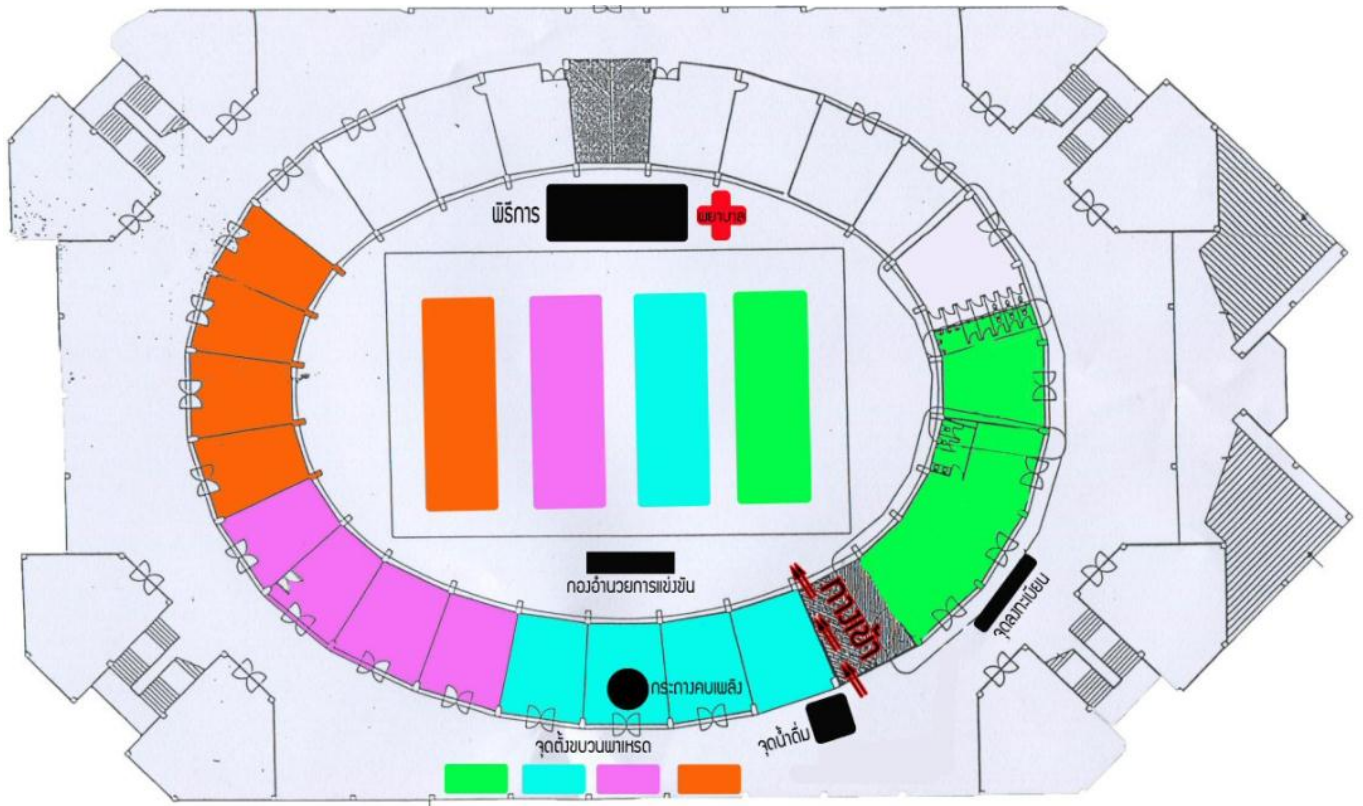 พิธีการ
พยาบาล
กองอำนวยการแข่งขัน
ทางเข้า
จุดลงทะเบียน
กระถางคบเพลิง
จุดน้ำดื่ม
จุดตั้งขบวนพาเหรด